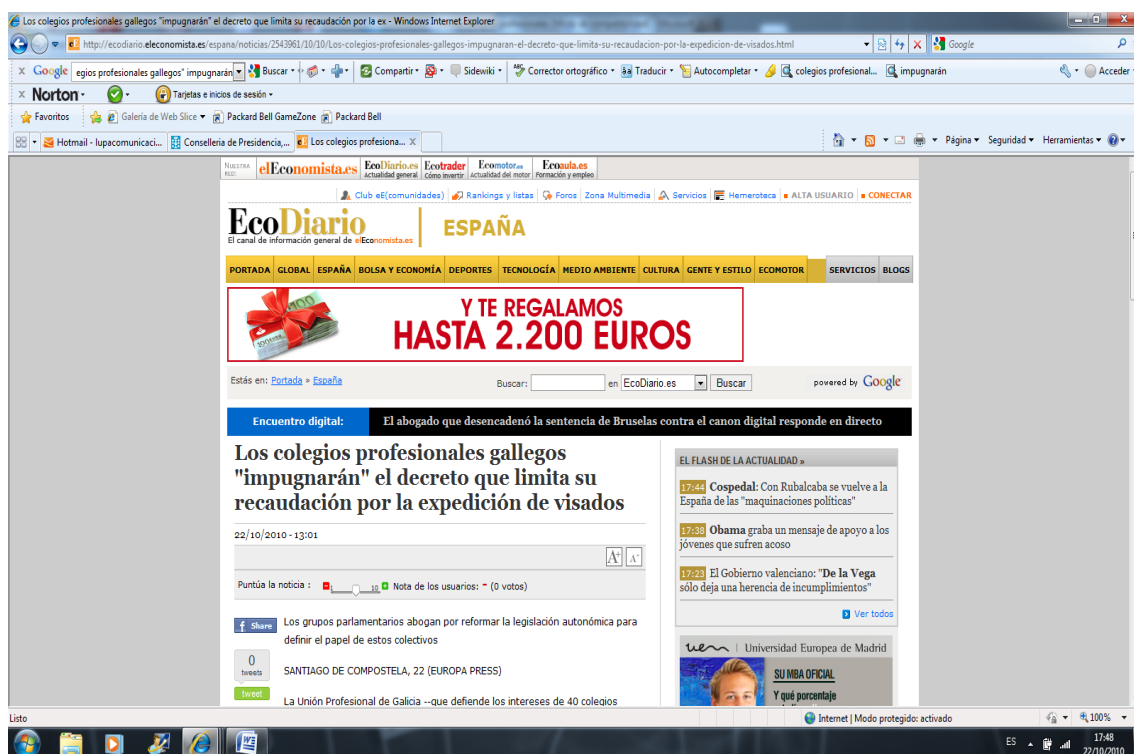 Los colegios profesionales gallegos "impugnarán" el decreto que limita su recaudación por la ex - Windows Internet Explorer
http://ecodiario.eleconomista.es/espana/noticias/2543961/10/10/Los-colegios-profesionales-gallegos-impugnaran-el-decreto-que-limita-su-recaudacion-por-la-expedicion-de-visados.html
Google
x Google egios profesionales gallegos" impugnarán Buscar Compartir Sidewiki Corrector ortográfico Traducir Autocompletar colegios profesional... impugnarán Acceder
x Norton Tarjetas e inicios de sesión
Favoritos Galería de Web Slice Packard Bell GameZone Packard Bell
Hotmail - lupacomunicaci... Conselleria de Presidencia,... Los colegios profesiona... X Página Seguridad Herramientas
NUESTRA RED: elEconomista.es EcoDiario.es Ecotrader Ecomotor.es Ecoaula.es
Actualidad general Cómo invertir Actualidad del motor Formación y empleo
Club eE(comunidades) Rankings y listas Foros Zona Multimedia Servicios Hemeroteca ALTA USUARIO CONECTAR
EcoDiario ESPAÑA
El canal de información general de elEconomista.es
PORTADA GLOBAL ESPAÑA BOLSA Y ECONOMÍA DEPORTES TECNOLOGÍA MEDIO AMBIENTE CULTURA GENTE Y ESTILO ECOMOTOR SERVICIOS BLOGS
100
Y TE REGALAMOS
HASTA 2.200 EUROS
Estás en: Portada » España Buscar: en EcoDiario.es Buscar powered by Google
Encuentro digital: El abogado que desencadenó la sentencia de Bruselas contra el canon digital responde en directo
Los colegios profesionales gallegos
"impugnarán" el decreto que limita su
recaudación por la expedición de visados
22/10/2010 - 13:01
A+ A-
Puntúa la noticia : 1 10 Nota de los usuarios: - (0 votos)
Share
Los grupos parlamentarios abogan por reformar la legislación autonómica para
definir el papel de estos colectivos
0
tweets
tweet
SANTIAGO DE COMPOSTELA, 22 (EUROPA PRESS)
La Unión Profesional de Galicia --que defiende los intereses de 40 colegios
EL FLASH DE LA ACTUALIDAD »
17:44 Cospedal: Con Rubalcaba se vuelve a la
España de las "maquinaciones políticas"
17:38 Obama graba un mensaje de apoyo a los
jóvenes que sufren acoso
17:23 El Gobierno valenciano: "De la Vega
sólo deja una herencia de incumplimientos"
Ver todos
uem | Universidad Europea de Madrid
SU MBA OFICIAL
Y qué porcentaje
Listo Internet | Modo protegido: activado 100%
ES 17:48
22/10/2010